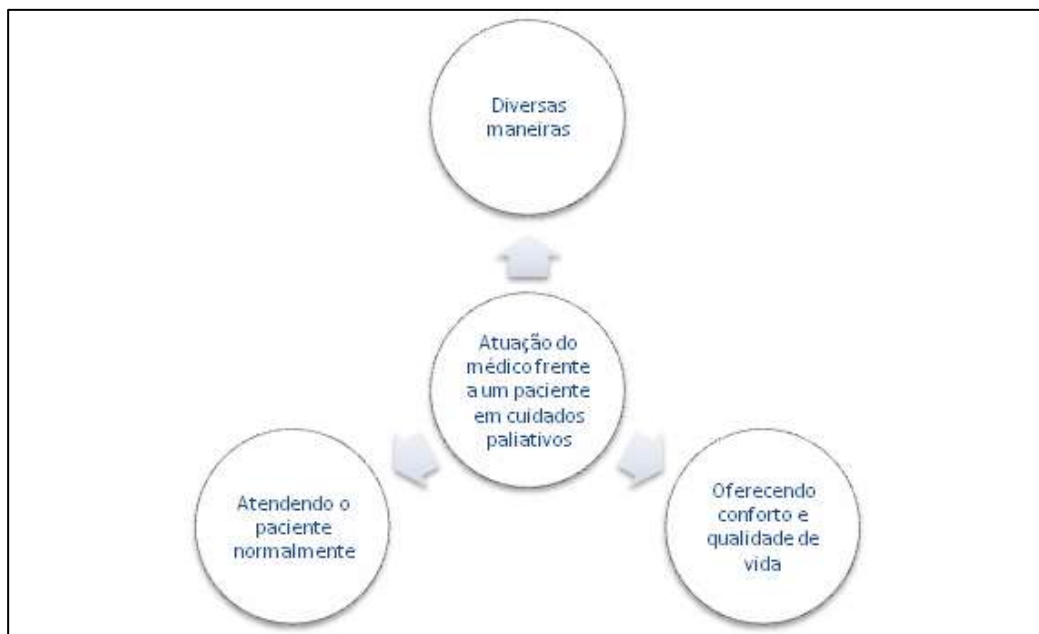 Diversas
maneiras
Atuação do
médico frente
a um paciente
em cuidados
paliativos
Atendendo o
paciente
normalmente
Oferecendo
conforto e
qualidade de
vida